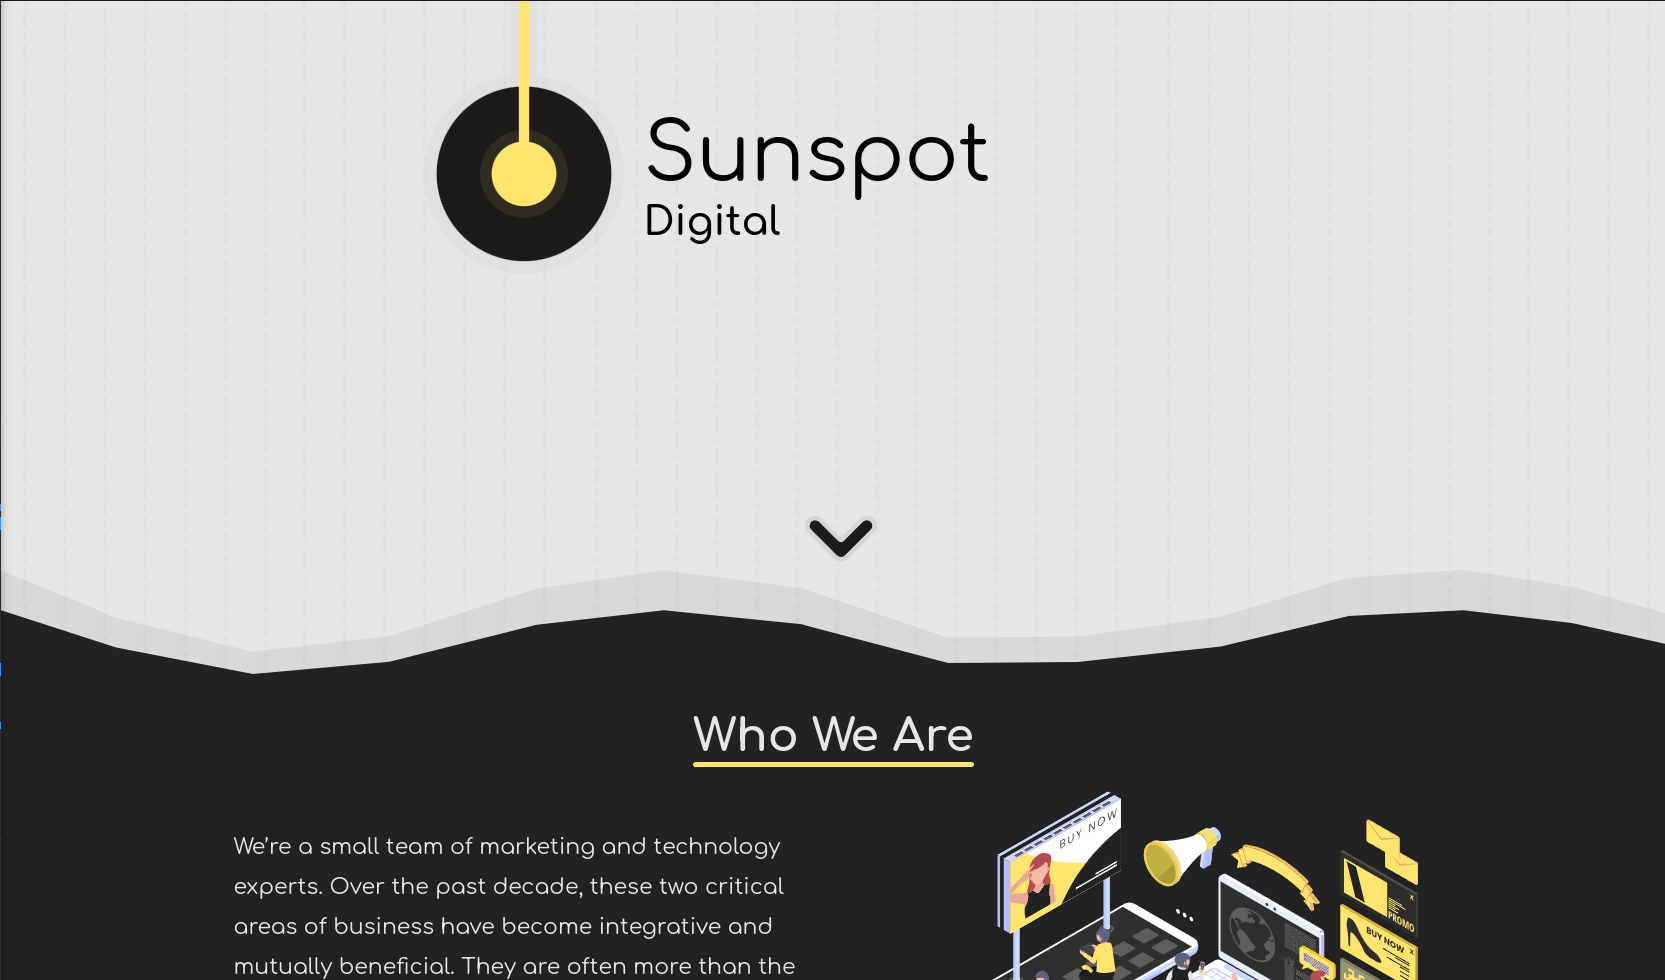 Sunspot
Digital
Who We Are
We’re a small team of marketing and technology
experts. Over the past decade, these two critical
areas of business have become integrative and
mutually beneficial. They are often more than the
BUY NOW
PROMO
BUY NOW